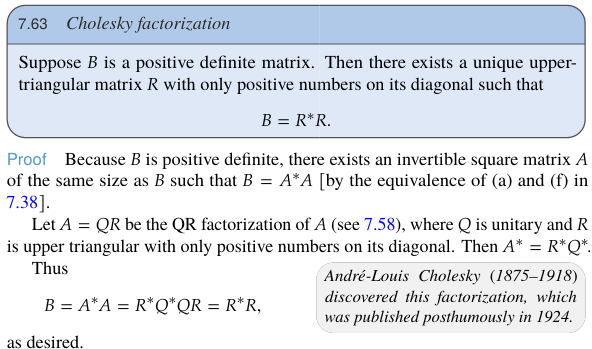 7.63 Cholesky factorization
Suppose B is a positive definite matrix. Then there exists a unique upper-
triangular matrix R with only positive numbers on its diagonal such that
B = R*R.
Proof Because B is positive definite, there exists an invertible square matrix A
of the same size as B such that B = A*A [by the equivalence of (a) and (f) in
7.38].
Let A = QR be the QR factorization of A (see 7.58), where Q is unitary and R
is upper triangular with only positive numbers on its diagonal. Then A* = R*Q*.
Thus
B = A*A = R*Q*QR = R*R,
as desired.
André-Louis Cholesky (1875–1918)
discovered this factorization, which
was published posthumously in 1924.